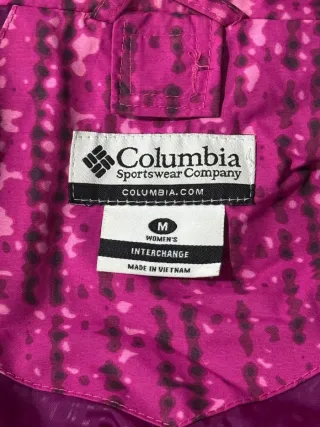 Columbia
Sportswear Company
COLUMBIA.COM
M
WOMEN'S
INTERCHANGE
MADE IN VIETNAM